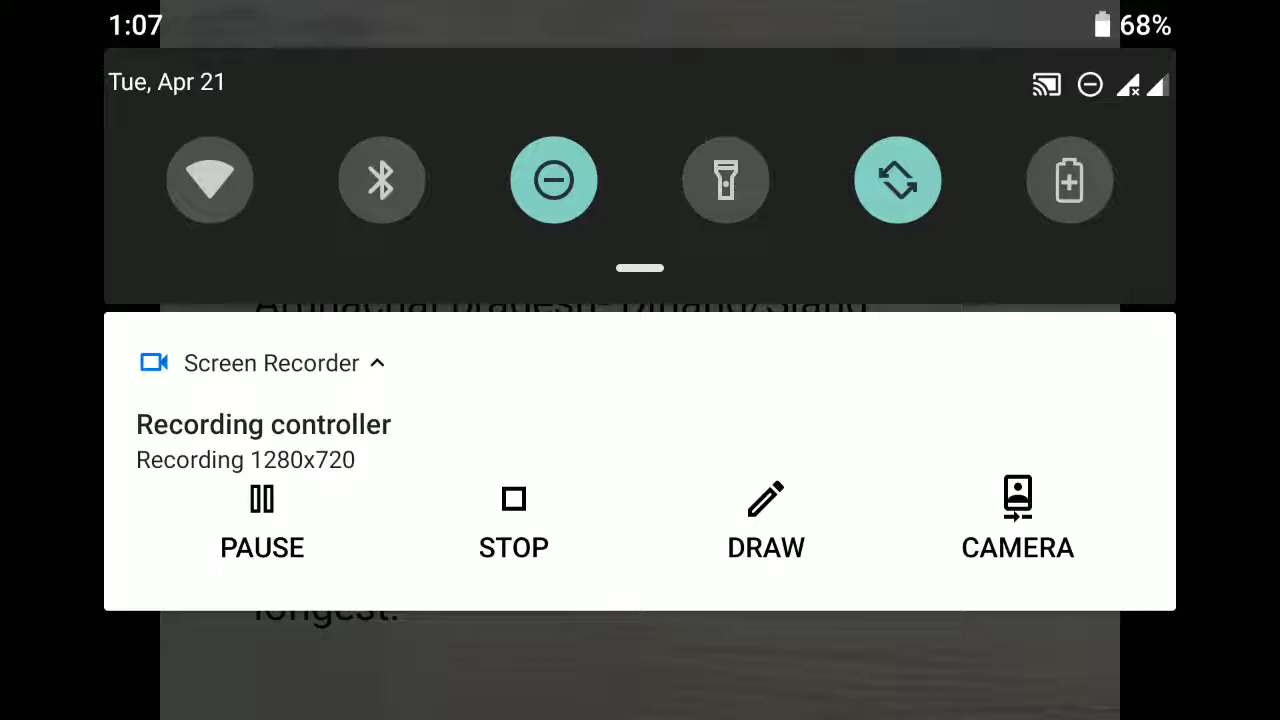 1:07
68%
Tue, Apr 21
Screen Recorder
Recording controller
Recording 1280x720
PAUSE
STOP
DRAW
CAMERA
longest.